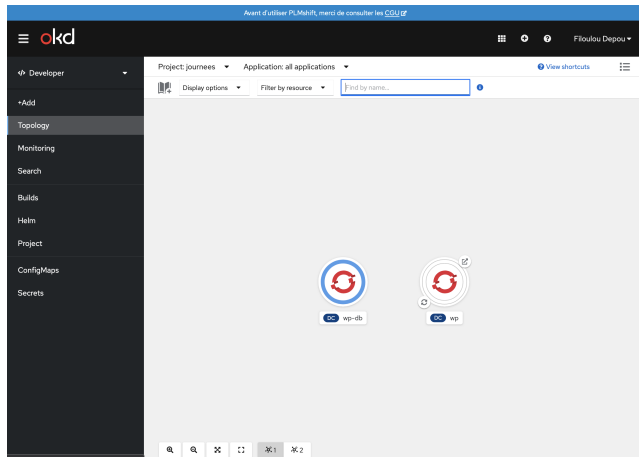 Avant d'utiliser PLMshift, merci de consulter les CGU
okd
Filoulou Depou
Developer
Project: journees
Application: all applications
View shortcuts
Display options
Filter by resource
Find by name...
+Add
Topology
Monitoring
Search
Builds
Helm
Project
ConfigMaps
Secrets
DC wp-db
DC wp
1
2